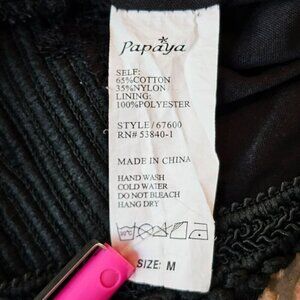 Papaya
SELF:
65%COTTON
35%NYLON
LINING:
100%POLYESTER
STYLE/67600
RN# 53840-1
MADE IN CHINA
HAND WASH
COLD WATER
DO NOT BLEACH
HANG DRY
SIZE: M